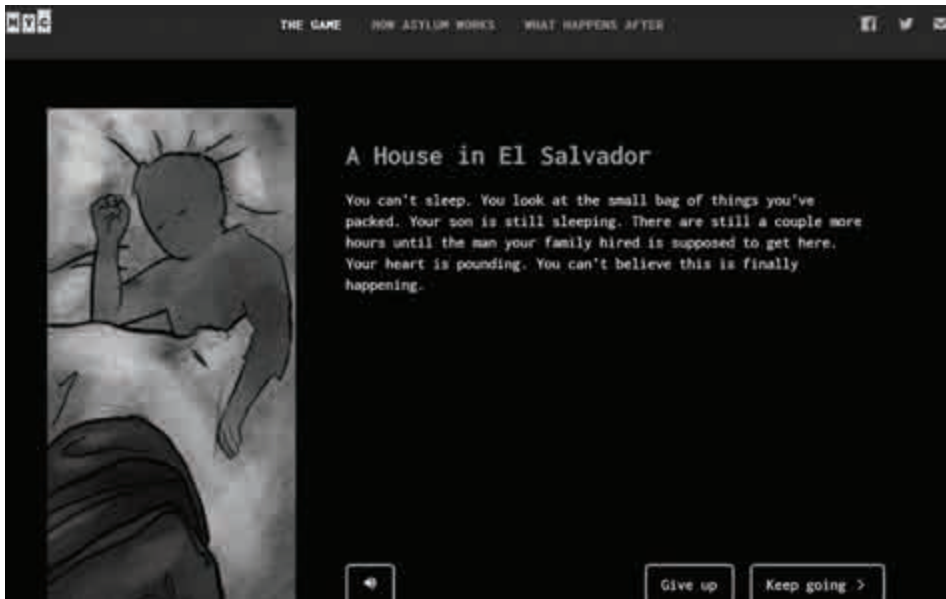 NYC
THE GAME
HOW ASYLUM WORKS
WHAT HAPPENS AFTER
A House in El Salvador
You can't sleep. You look at the small bag of things you've
packed. Your son is still sleeping. There are still a couple more
hours until the man your family hired is supposed to get here.
Your heart is pounding. You can't believe this is finally
happening.
Give up
Keep going >